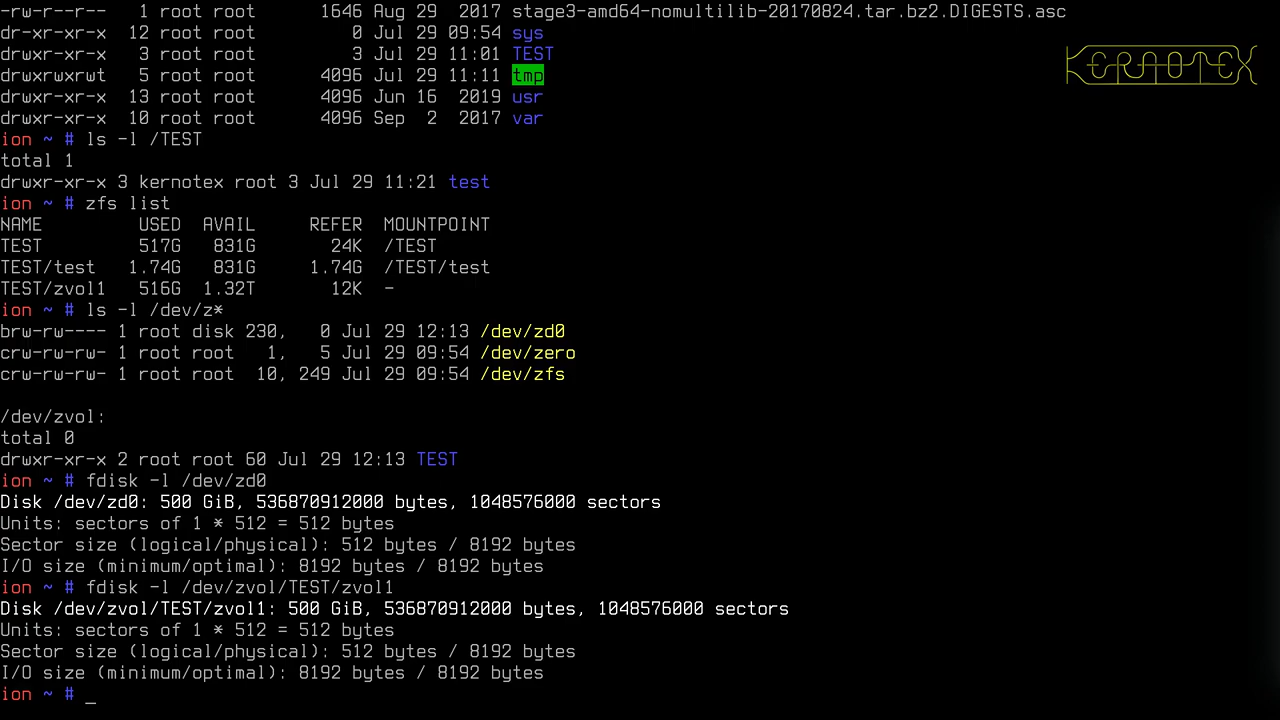 -rw-r--r--   1 root root      1646 Aug 29  2017 stage3-amd64-nomultilib-20170824.tar.bz2.DIGESTS.asc
dr-xr-xr-x  12 root root         0 Jul 29 09:54 sys
KERNOTEX
drwxr-xr-x   3 root root         3 Jul 29 11:01 TEST
drwxrwxrwt   5 root root      4096 Jul 29 11:11 tmp
drwxr-xr-x  13 root root      4096 Jun 16  2019 usr
drwxr-xr-x  10 root root      4096 Sep  2  2017 var
ion ~ # ls -l /TEST
total 1
drwxr-xr-x 3 kernotex root 3 Jul 29 11:21 test
ion ~ # zfs list
NAME         USED  AVAIL     REFER  MOUNTPOINT
TEST         517G   831G       24K  /TEST
TEST/test   1.74G   831G     1.74G  /TEST/test
TEST/zvol1   516G  1.32T       12K  -
ion ~ # ls -l /dev/z*
brw-rw---- 1 root disk 230,   0 Jul 29 12:13 /dev/zd0
crw-rw-rw- 1 root root   1,   5 Jul 29 09:54 /dev/zero
crw-rw-rw- 1 root root  10, 249 Jul 29 09:54 /dev/zfs
/dev/zvol:
total 0
drwxr-xr-x 2 root root 60 Jul 29 12:13 TEST
ion ~ # fdisk -l /dev/zd0
Disk /dev/zd0: 500 GiB, 536870912000 bytes, 1048576000 sectors
Units: sectors of 1 * 512 = 512 bytes
Sector size (logical/physical): 512 bytes / 8192 bytes
I/O size (minimum/optimal): 8192 bytes / 8192 bytes
ion ~ # fdisk -l /dev/zvol/TEST/zvol1
Disk /dev/zvol/TEST/zvol1: 500 GiB, 536870912000 bytes, 1048576000 sectors
Units: sectors of 1 * 512 = 512 bytes
Sector size (logical/physical): 512 bytes / 8192 bytes
I/O size (minimum/optimal): 8192 bytes / 8192 bytes
ion ~ # _